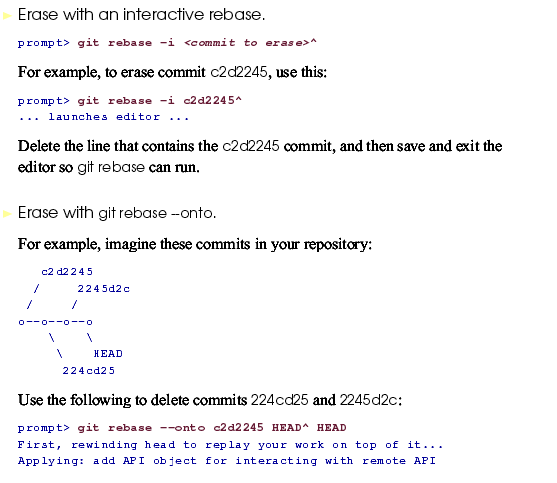 Erase with an interactive rebase.
prompt> git rebase -i <commit to erase>^
For example, to erase commit c2d2245, use this:
prompt> git rebase -i c2d2245^
... launches editor ...
Delete the line that contains the c2d2245 commit, and then save and exit the
editor so git rebase can run.
Erase with git rebase --onto.
For example, imagine these commits in your repository:
   c2d2245
  /     2245d2c
 /     /
o--o--o--o
    \    \
     \    HEAD
      224cd25
Use the following to delete commits 224cd25 and 2245d2c:
prompt> git rebase --onto c2d2245 HEAD^ HEAD
First, rewinding head to replay your work on top of it...
Applying: add API object for interacting with remote API